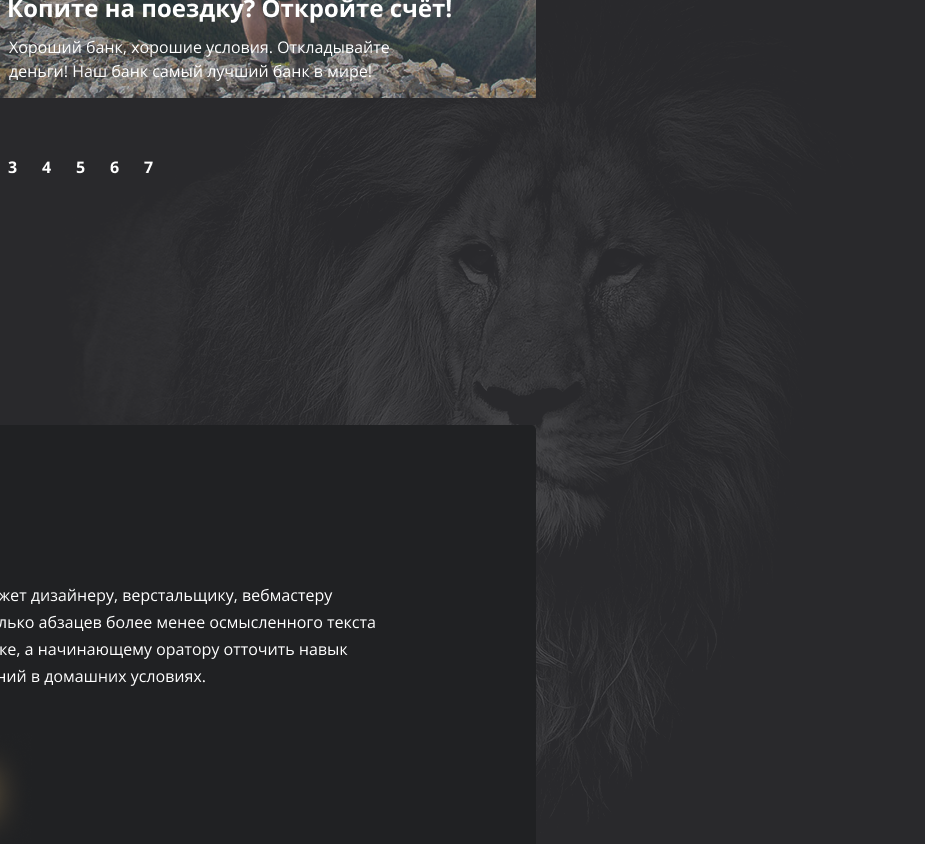 Копите на поездку? Откройте счёт!
Хороший банк, хорошие условия. Откладывайте
деньги! Наш банк самый лучший банк в мире!
3 4 5 6 7
жет дизайнеру, верстальщику, вебмастеру
лько абзацев более менее осмысленного текста
ке, а начинающему оратору отточить навык
ний в домашних условиях.